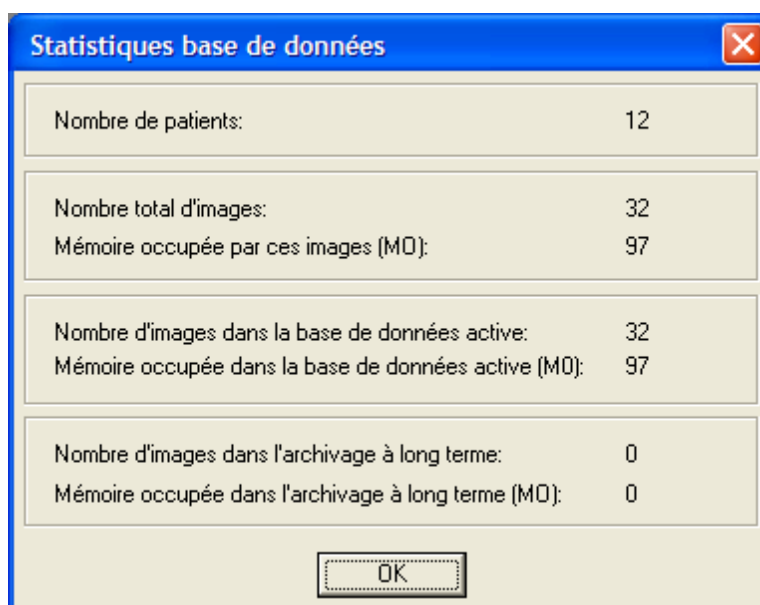 Statistiques base de données
Nombre de patients: 12
Nombre total d'images: 32
Mémoire occupée par ces images (MO): 97
Nombre d'images dans la base de données active: 32
Mémoire occupée dans la base de données active (MO): 97
Nombre d'images dans l'archivage à long terme: 0
Mémoire occupée dans l'archivage à long terme (MO): 0
OK